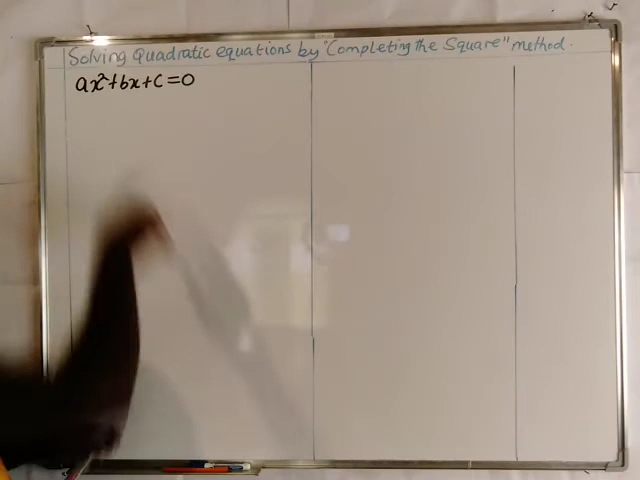 Solving Quadratic equations by "Completing the Square" method.
ax²+bx+c=0